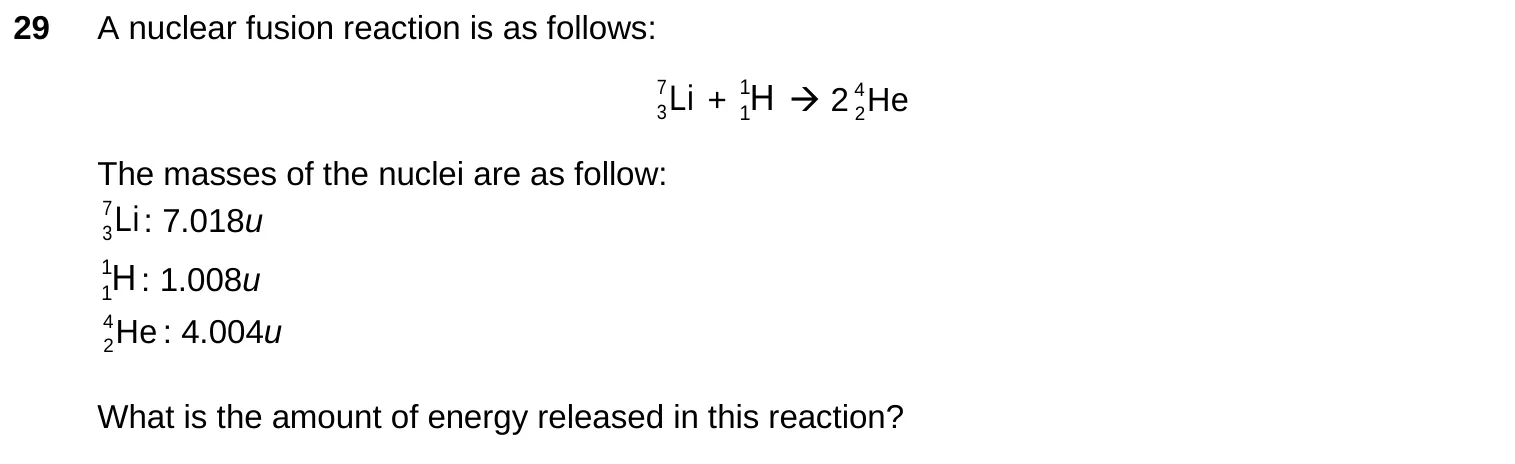 29 A nuclear fusion reaction is as follows:
⁷₃Li + ¹₁H → 2 ⁴₂He
The masses of the nuclei are as follow:
⁷₃Li : 7.018u
¹₁H : 1.008u
⁴₂He : 4.004u
What is the amount of energy released in this reaction?